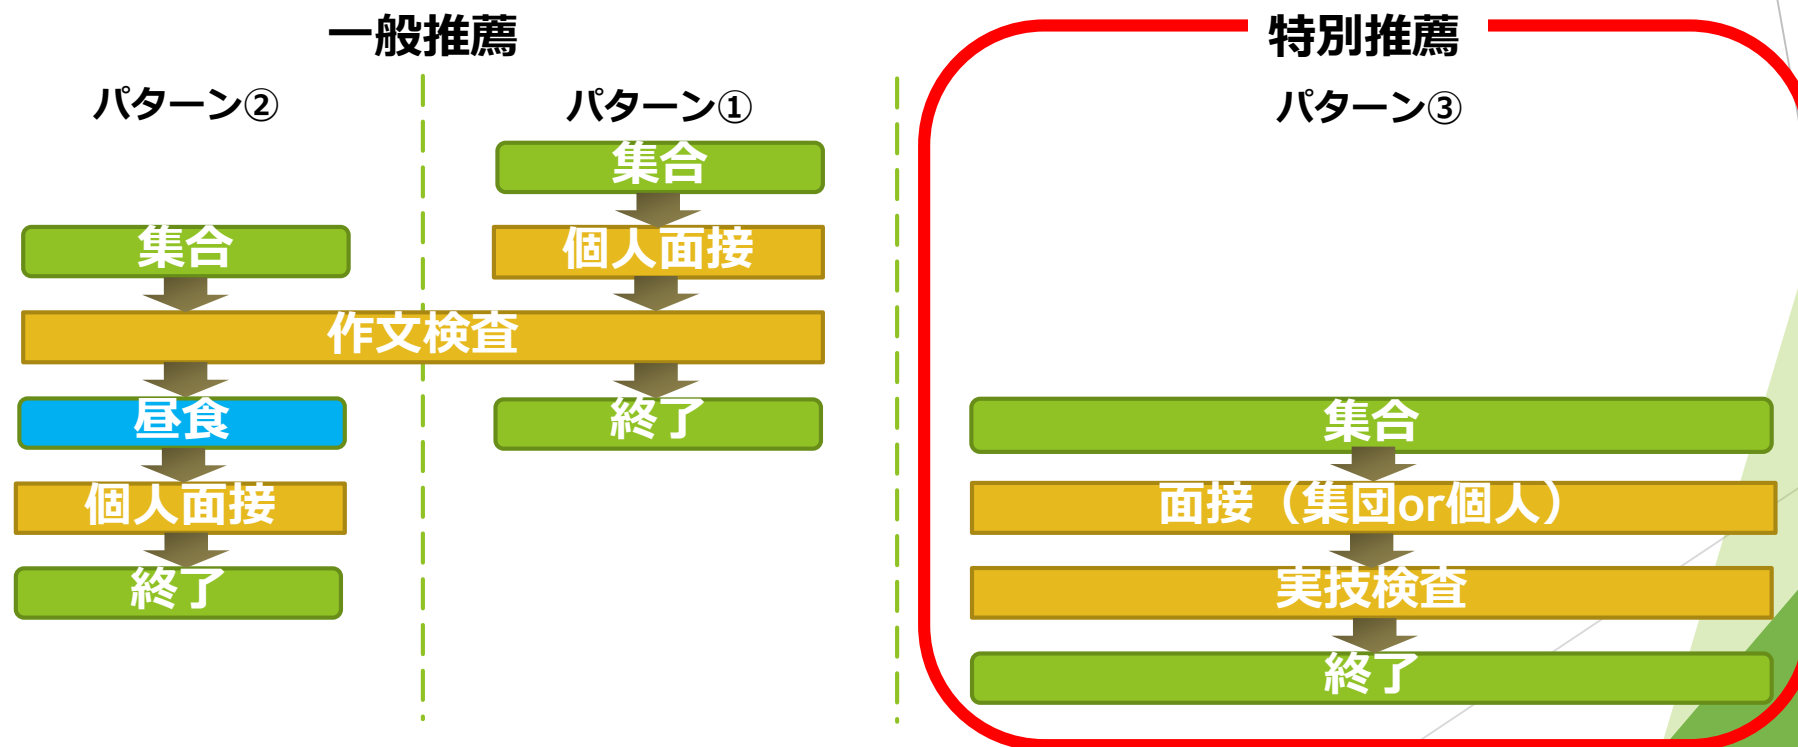 一般推薦
パターン②
集合
作文検査
昼食
個人面接
終了
パターン①
集合
個人面接
終了
特別推薦
パターン③
集合
面接（集団or個人）
実技検査
終了